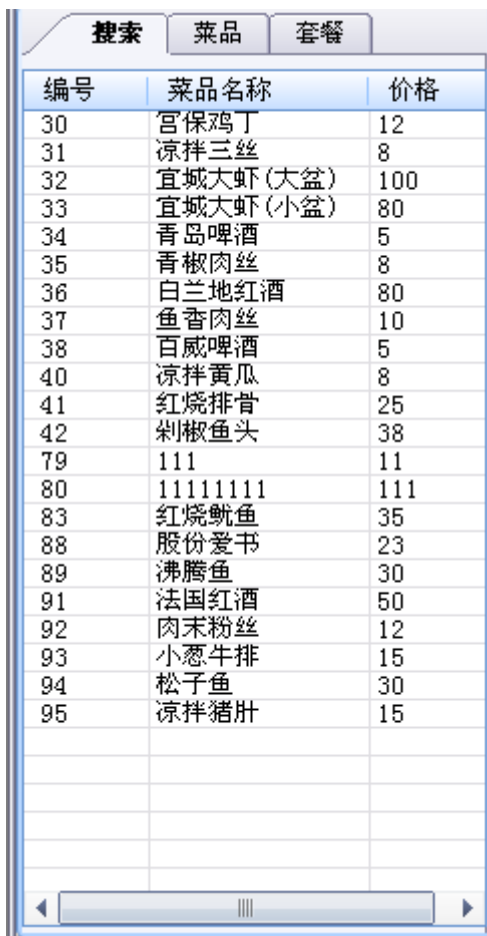 搜索 菜品 套餐
编号 菜品名称 价格
30 宫保鸡丁 12
31 凉拌三丝 8
32 宜城大虾(大盆) 100
33 宜城大虾(小盆) 80
34 青岛啤酒 5
35 青椒肉丝 8
36 白兰地红酒 80
37 鱼香肉丝 10
38 百威啤酒 5
40 凉拌黄瓜 8
41 红烧排骨 25
42 剁椒鱼头 38
79 111 11
80 11111111 111
83 红烧鱿鱼 35
88 股份爱书 23
89 沸腾鱼 30
91 法国红酒 50
92 肉末粉丝 12
93 小葱牛排 15
94 松子鱼 30
95 凉拌猪肝 15